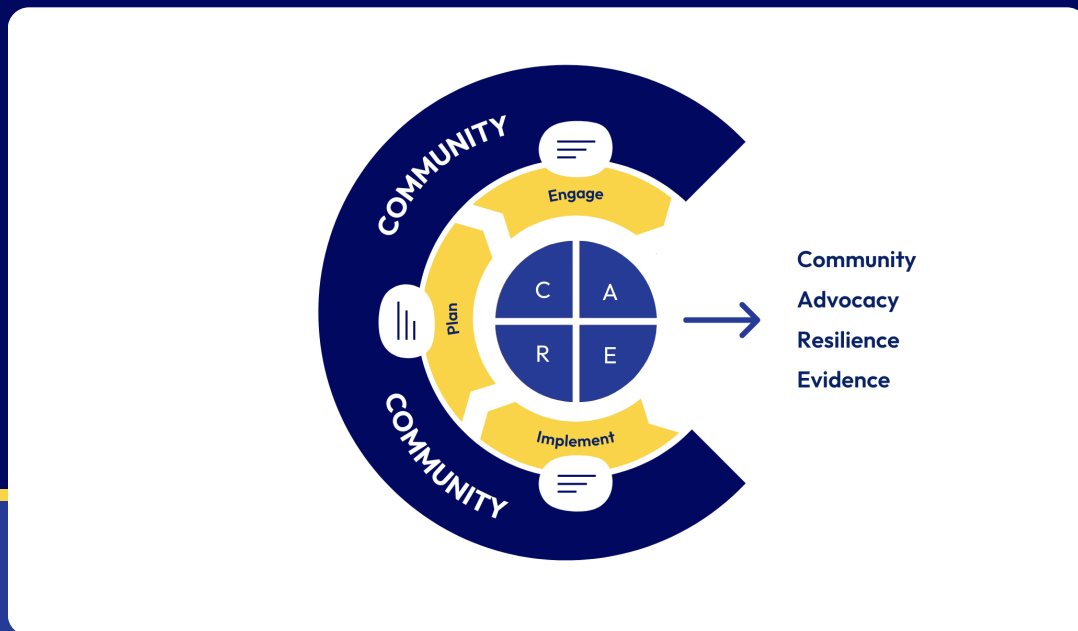 COMMUNITY
Engage
Plan
C A
R E
Implement
COMMUNITY
Community
Advocacy
Resilience
Evidence